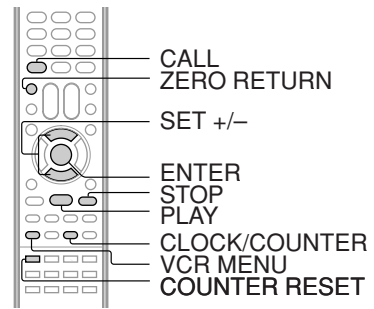 CALL
ZERO RETURN
SET +/–
ENTER
STOP
PLAY
CLOCK/COUNTER
VCR MENU
COUNTER RESET